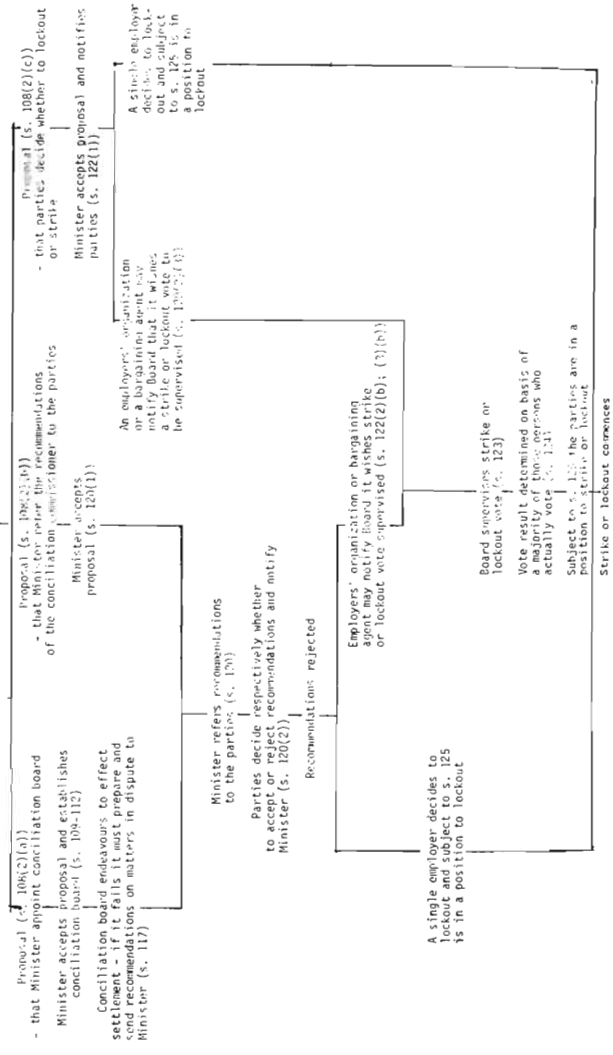 Proposal (s. 108(2)(a))
- that Minister appoint conciliation board
Minister accepts proposal and establishes
conciliation board (s. 109-112)
Conciliation board endeavours to effect
settlement - if it fails it must prepare and
send recommendations on matters in dispute to
Minister (s. 117)
Proposal (s. 108(2)(b))
- that Minister refer the recommendations
of the conciliation commissioner to the parties
Minister accepts
proposal (s. 120(1))
Proposal (s. 108(2)(c))
- that parties decide whether to lockout
or strike
Minister accepts proposal and notifies
parties (s. 122(1))
Minister refers recommendations
to the parties (s. 120)
Parties decide respectively whether
to accept or reject recommendations and notify
Minister (s. 120(2))
Recommendations rejected
An employers' organization
or a bargaining agent may
notify Board that it wishes
a strike or lockout vote to
be supervised
A single employer
decides to lock-
out and subject
to s. 125 is in
a position to
lockout
A single employer decides to
lockout and subject to s. 125
is in a position to lockout
Employers' organization or bargaining
agent may notify Board it wishes strike
or lockout vote supervised (s. 122(2)(b); (3)(b))
Board supervises strike or
lockout vote (s. 123)
Vote result determined on basis of
a majority of those persons who
actually vote (s. 124)
Subject to s. 125 the parties are in a
position to strike or lockout
Strike or lockout commences